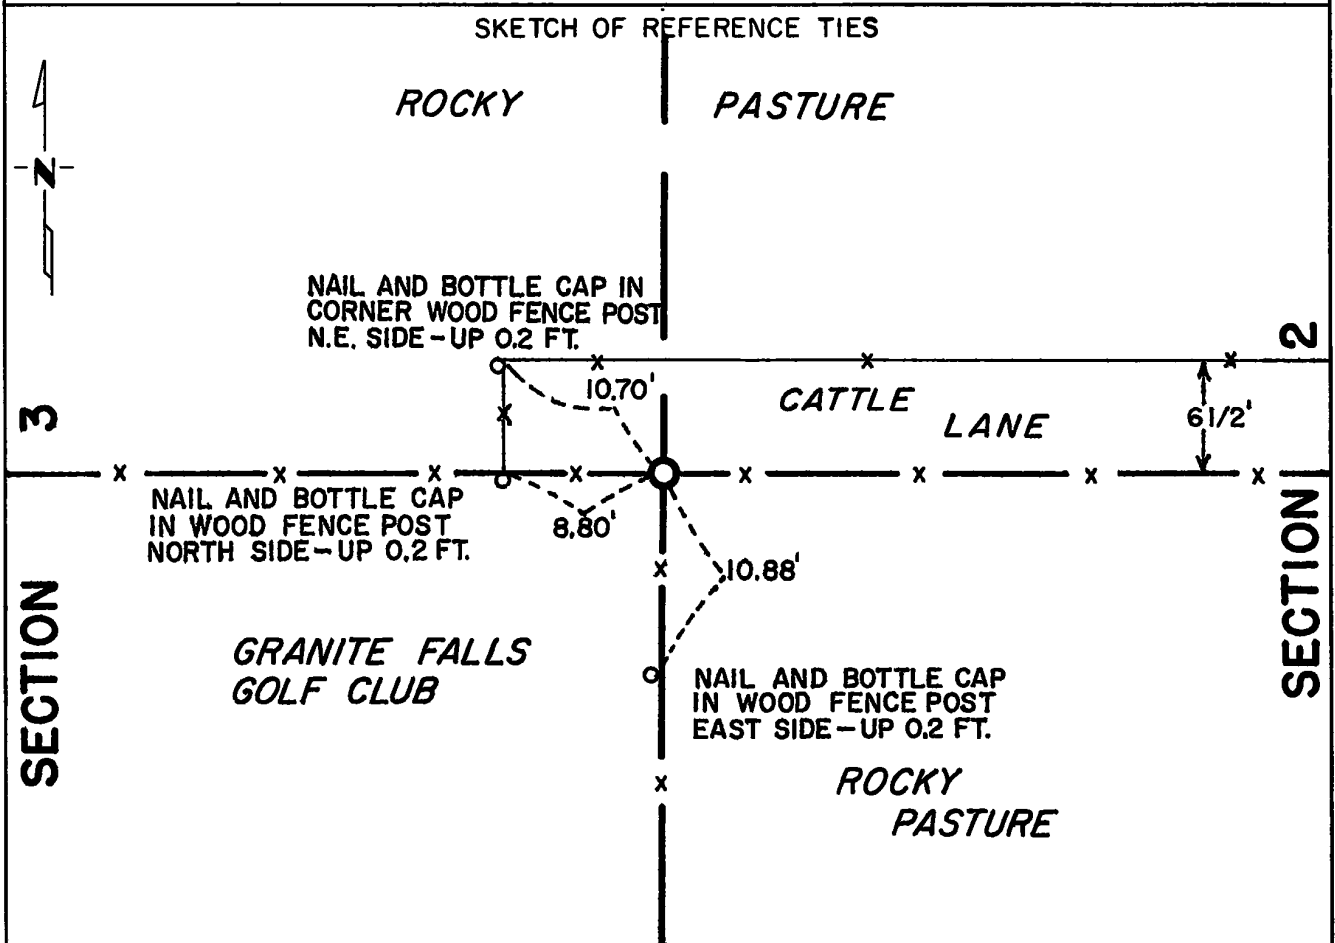 SKETCH OF REFERENCE TIES
ROCKY PASTURE
N
NAIL AND BOTTLE CAP IN
CORNER WOOD FENCE POST
N.E. SIDE-UP 0.2 FT.
10.70'
CATTLE
LANE
6 1/2'
SECTION 3
SECTION 2
X
X
X
X
X
X
X
X
X
X
X
X
X
X
NAIL AND BOTTLE CAP
IN WOOD FENCE POST
NORTH SIDE-UP 0.2 FT.
8.80'
10.88'
GRANITE FALLS
GOLF CLUB
NAIL AND BOTTLE CAP
IN WOOD FENCE POST
EAST SIDE-UP 0.2 FT.
ROCKY
PASTURE